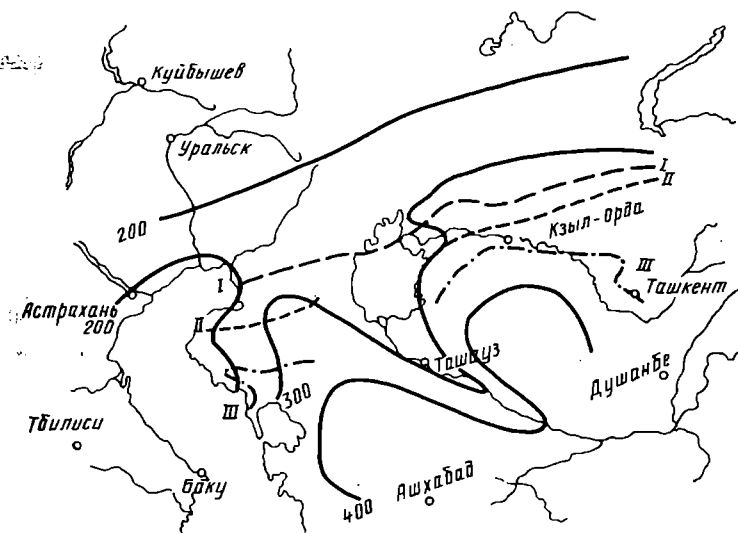 Куйбышев
Уральск
200
I
II
Кзыл-орда
III
Ташкент
Астрахань
200
I
II
Ташауз
Душанбе
III
300
Тбилиси
Баку
400
Ашхабад